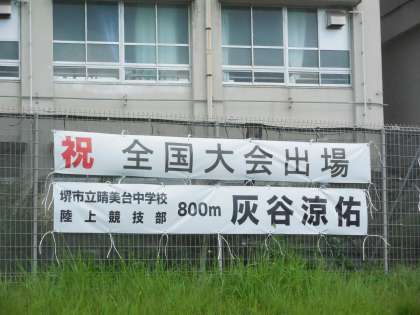 祝 全国大会出場
堺市立晴美台中学校
陸上競技部 800m 灰谷涼佑